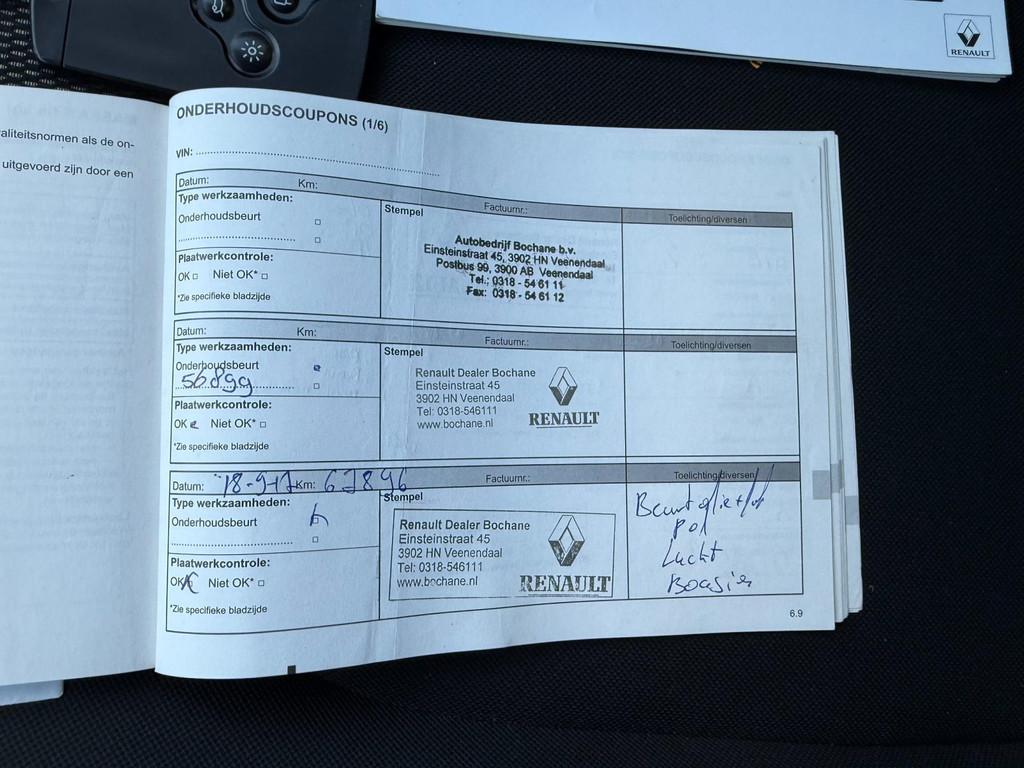 RENAULT
aliteitsnormen als de on-
uitgevoerd zijn door een
ONDERHOUDSCOUPONS (1/6)
VIN:
Datum: Km:
Type werkzaamheden:
Onderhoudsbeurt
Plaatwerkcontrole:
OK Niet OK*
*Zie specifieke bladzijde
Stempel Factuurnr.:
Autobedrijf Bochane b.v.
Einsteinstraat 45, 3902 HN Veenendaal
Postbus 99, 3900 AB Veenendaal
Tel.: 0318 - 54 61 11
Fax: 0318 - 54 61 12
Toelichting/diversen
Datum: Km:
Type werkzaamheden:
Onderhoudsbeurt
56899
Plaatwerkcontrole:
OK Niet OK*
*Zie specifieke bladzijde
Stempel Factuurnr.:
Renault Dealer Bochane
Einsteinstraat 45
3902 HN Veenendaal
Tel: 0318-546111
www.bochane.nl
RENAULT
Toelichting/diversen
Datum: 18-9-17 Km: 67896
Type werkzaamheden:
Onderhoudsbeurt
Plaatwerkcontrole:
OK Niet OK*
*Zie specifieke bladzijde
Stempel Factuurnr.:
Renault Dealer Bochane
Einsteinstraat 45
3902 HN Veenendaal
Tel: 0318-546111
www.bochane.nl
RENAULT
Toelichting/diversen
Beurt
Pol
Lucht
6.9